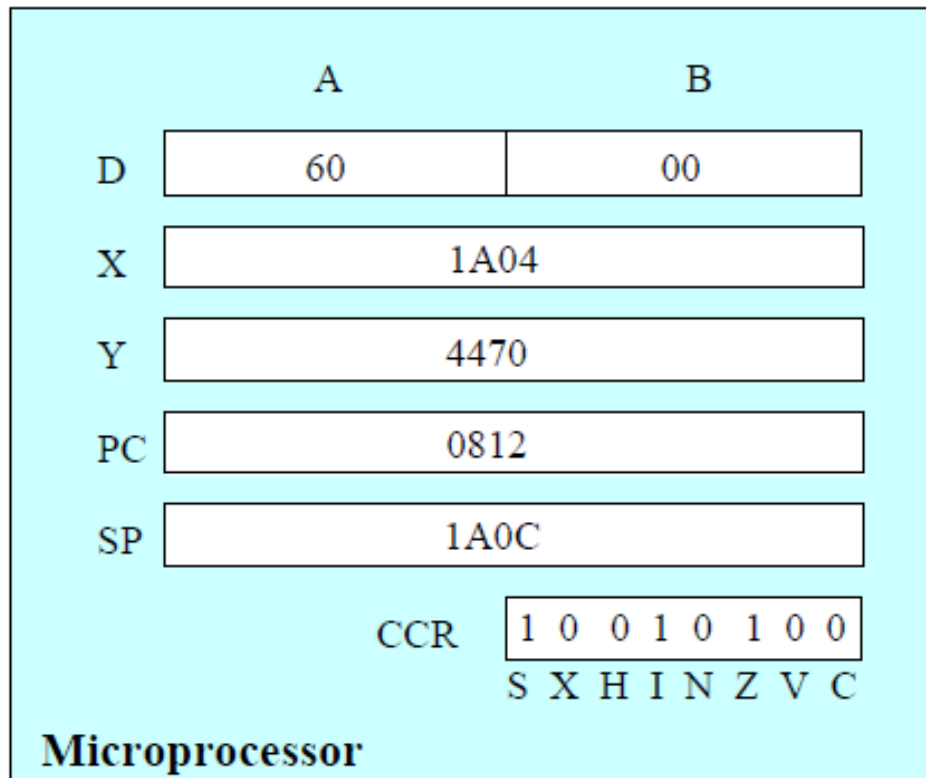 A B
D 60 00
X 1A04
Y 4470
PC 0812
SP 1A0C
CCR 1 0 0 1 0 1 0 0
S X H I N Z V C
Microprocessor